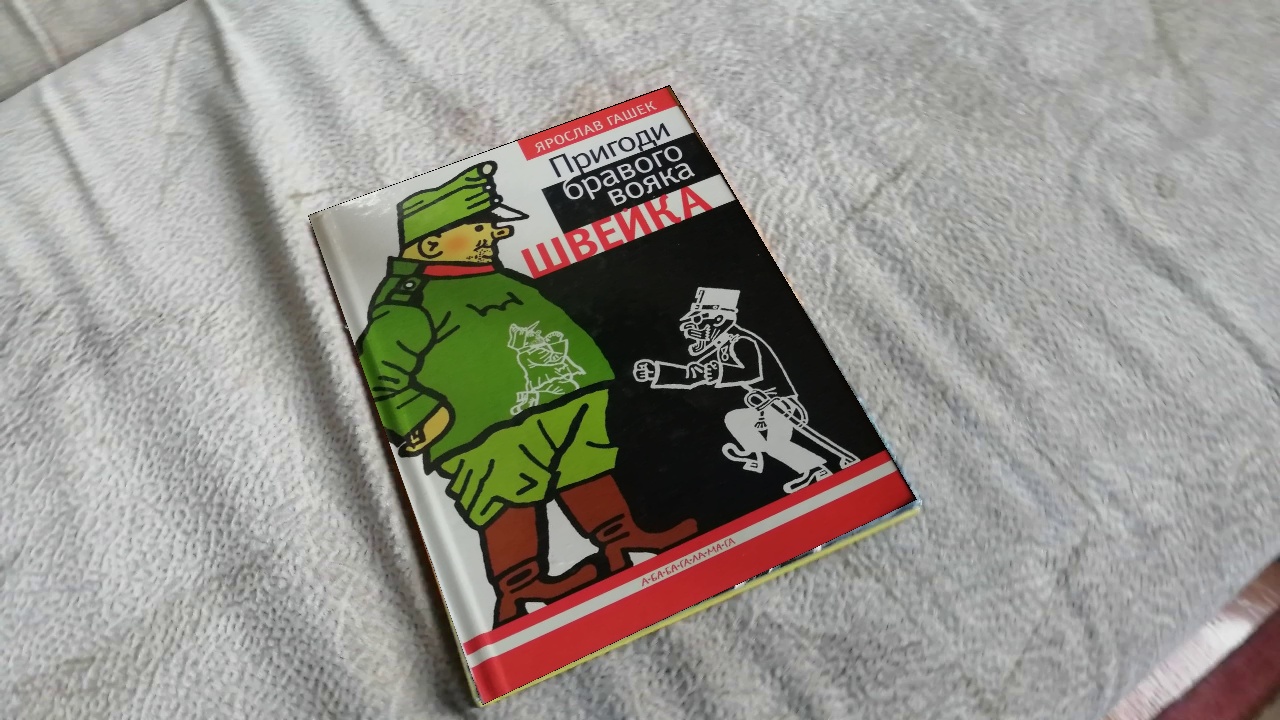 ЯРОСЛАВ ГАШЕК
Пригоди
бравого
вояка
ШВЕЙКА
А-БА-БА-ГА-ЛА-МА-ГА